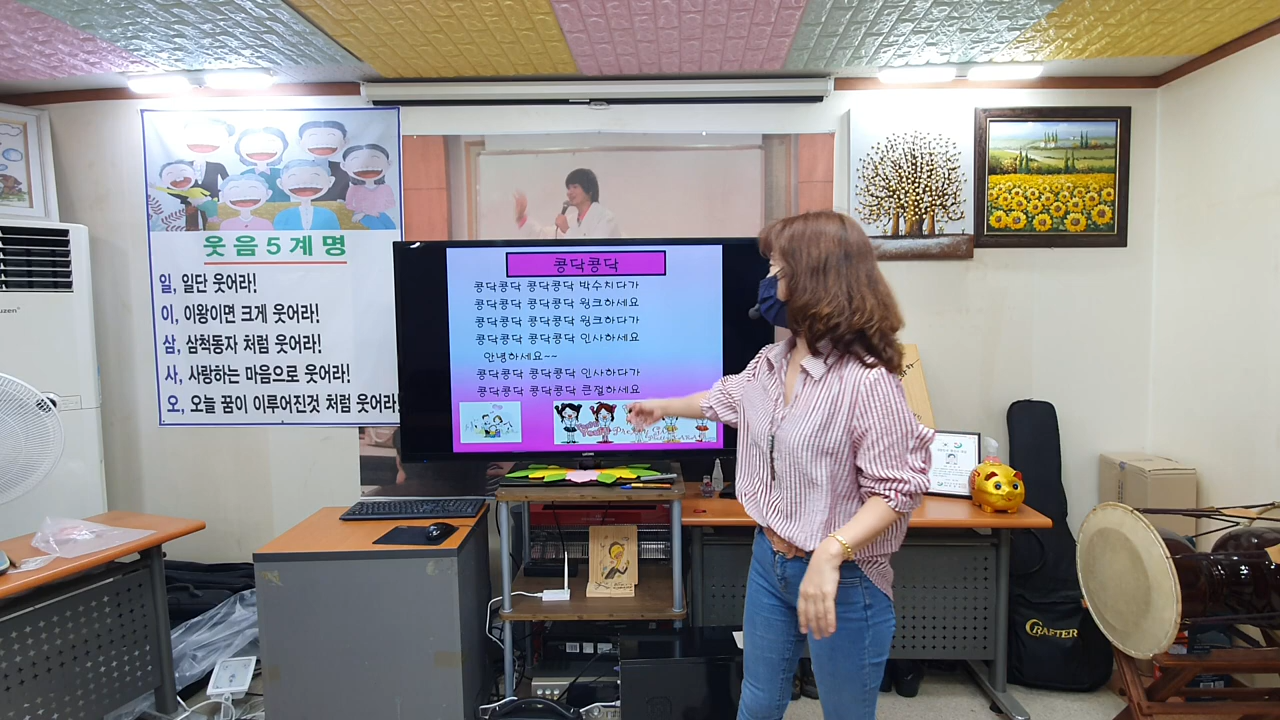 웃음5계명
일, 일단 웃어라!
이, 이왕이면 크게 웃어라!
삼, 삼척동자 처럼 웃어라!
사, 사랑하는 마음으로 웃어라!
오, 오늘 꿈이 이루어진것 처럼 웃어라!
콩닥콩닥
콩닥콩닥 콩닥콩닥 박수치다가
콩닥콩닥 콩닥콩닥 윙크하세요
콩닥콩닥 콩닥콩닥 윙크하다가
콩닥콩닥 콩닥콩닥 인사하세요
안녕하세요~~
콩닥콩닥 콩닥콩닥 인사하다가
콩닥콩닥 콩닥콩닥 큰절하세요
CRAFTER